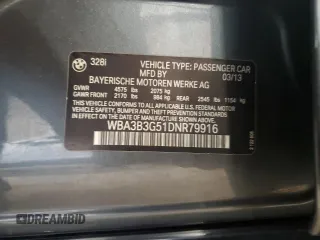 328i
VEHICLE TYPE: PASSENGER CAR
MFD BY: 03/13
BAYERISCHE MOTOREN WERKE AG
GVWR 4575 lbs 2075 kg
GAWR FRONT 2170 lbs 984 kg REAR 2545 lbs 1154 kg
THIS VEHICLE CONFORMS TO ALL APPLICABLE U.S. FEDERAL MOTOR
VEHICLE SAFETY, BUMPER, AND THEFT PREVENTION STANDARDS
IN EFFECT ON THE DATE OF MANUFACTURE SHOWN ABOVE.
WBA3B3G51DNR79916
DREAMBID